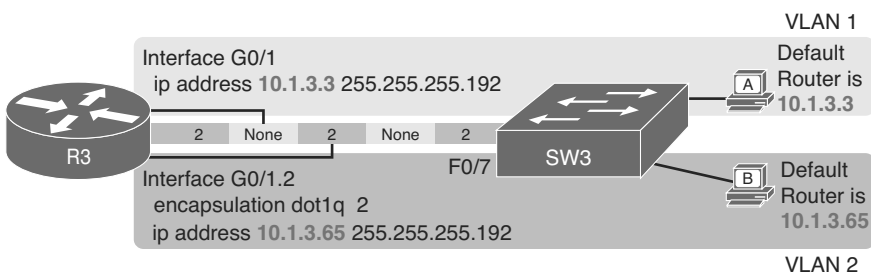 VLAN 1
Interface G0/1
ip address 10.1.3.3 255.255.255.192
Default
Router is
10.1.3.3
A
2 None 2 None 2
R3
F0/7
SW3
Interface G0/1.2
encapsulation dot1q 2
ip address 10.1.3.65 255.255.255.192
B
Default
Router is
10.1.3.65
VLAN 2